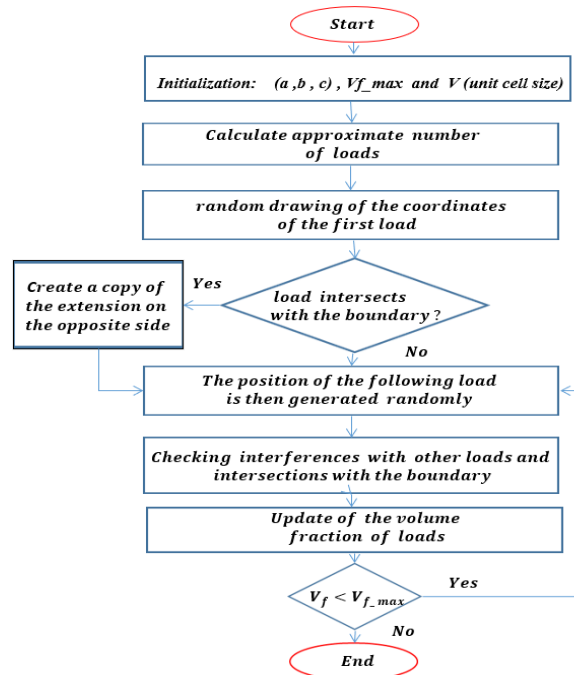 Start
Initialization: (a ,b , c) , Vf_max and V (unit cell size)
Calculate approximate number
of loads
random drawing of the coordinates
of the first load
Create a copy of
the extension on
the opposite side
Yes
load intersects
with the boundary ?
No
The position of the following load
is then generated randomly
Checking interferences with other loads and
intersections with the boundary
Update of the volume
fraction of loads
V_f < V_{f_max}
Yes
No
End